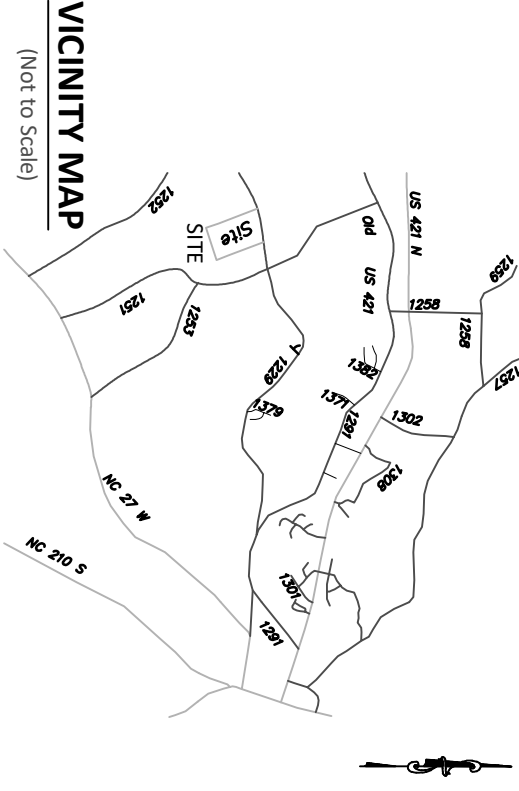 VICINITY MAP
(Not to Scale)
US 421 N
1259
1258
1258
1257
Old US 421
1252
Site
SITE
1251
1253
1382
1371
1291
1302
1308
1229
1379
NC 27 W
NC 210 S
1301
1291